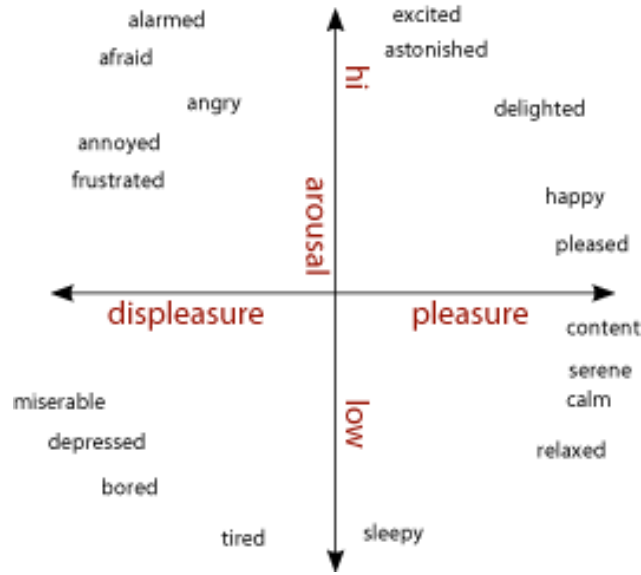 alarmed
excited
afraid
astonished
hi
angry
delighted
annoyed
frustrated
arousal
happy
pleased
displeasure
pleasure
content
serene
miserable
calm
low
depressed
relaxed
bored
tired
sleepy